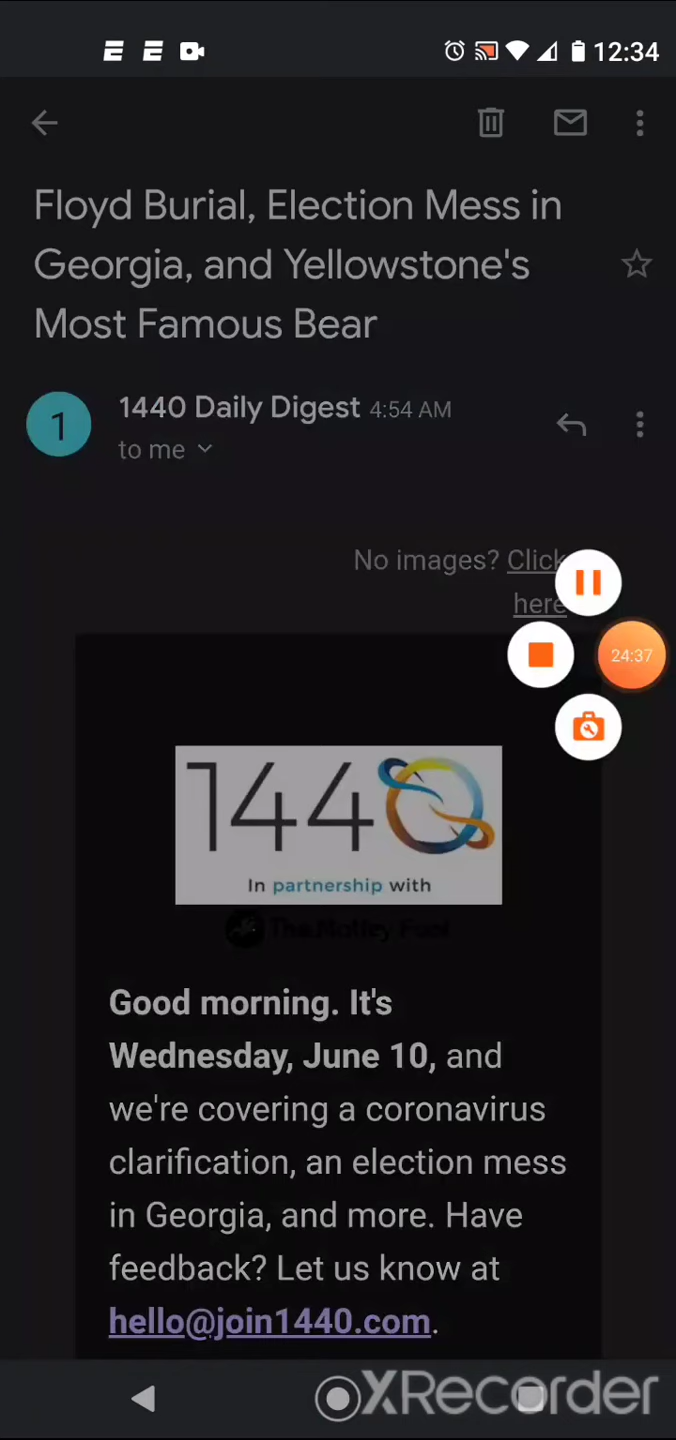 12:34
Floyd Burial, Election Mess in
Georgia, and Yellowstone's
Most Famous Bear
1
1440 Daily Digest 4:54 AM
to me
No images? Click
here
24:37
1440
In partnership with
The Motley Fool
Good morning. It's
Wednesday, June 10, and
we're covering a coronavirus
clarification, an election mess
in Georgia, and more. Have
feedback? Let us know at
hello@join1440.com.
XRecorder